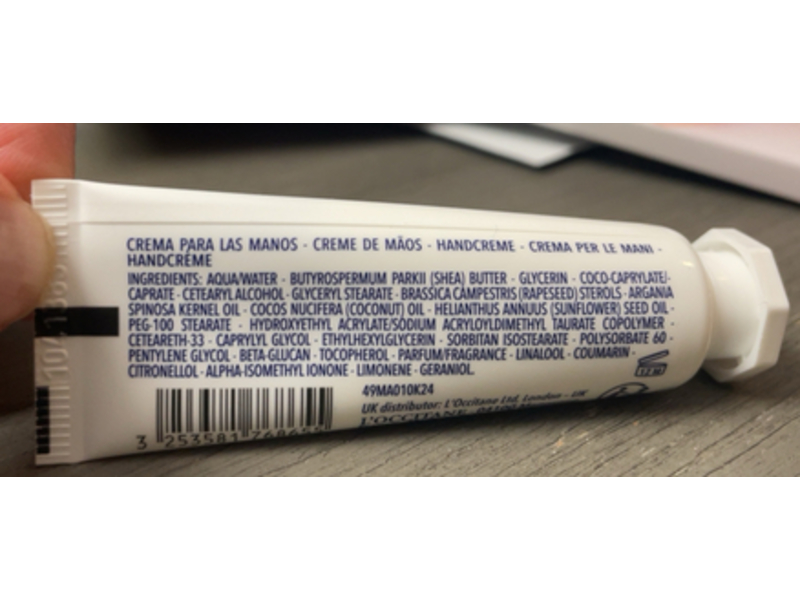 CREMA PARA LAS MANOS - CREME DE MÃOS - HANDCREME - CREMA PER LE MANI -
HANDCRÈME
INGREDIENTS: AQUA/WATER - BUTYROSPERMUM PARKII (SHEA) BUTTER - GLYCERIN - COCO-CAPRYLATE/
CAPRATE - CETEARYL ALCOHOL - GLYCERYL STEARATE - BRASSICA CAMPESTRIS (RAPESEED) STEROLS - ARGANIA
SPINOSA KERNEL OIL - COCOS NUCIFERA (COCONUT) OIL - HELIANTHUS ANNUUS (SUNFLOWER) SEED OIL -
PEG-100 STEARATE - HYDROXYETHYL ACRYLATE/SODIUM ACRYLOYLDIMETHYL TAURATE COPOLYMER -
CETEARETH-33 - CAPRYLYL GLYCOL - ETHYLHEXYLGLYCERIN - SORBITAN ISOSTEARATE - POLYSORBATE 60 -
PENTYLENE GLYCOL - BETA-GLUCAN - TOCOPHEROL - PARFUM/FRAGRANCE - LINALOOL - COUMARIN -
CITRONELLOL - ALPHA-ISOMETHYL IONONE - LIMONENE - GERANIOL.
49MA010K24
UK distributor: L'Occitane Ltd. London - UK
L'OCCITANE
12 M
3 253581